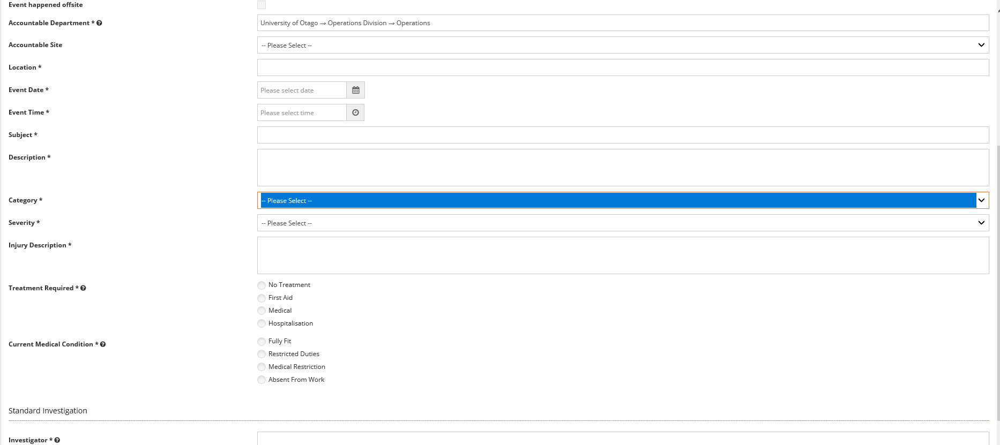 Event happened offsite
Accountable Department *
University of Otago → Operations Division → Operations
Accountable Site
-- Please Select --
Location *
Event Date *
Please select date
Event Time *
Please select time
Subject *
Description *
Category *
-- Please Select --
Severity *
-- Please Select --
Injury Description *
Treatment Required *
No Treatment
First Aid
Medical
Hospitalisation
Current Medical Condition *
Fully Fit
Restricted Duties
Medical Restriction
Absent From Work
Standard Investigation
Investigator *